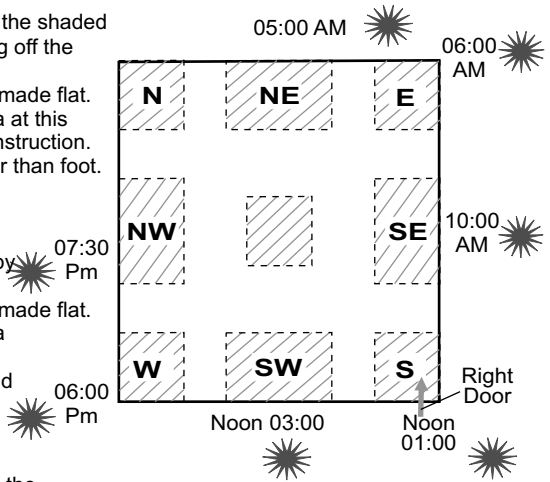 the shaded
g off the
made flat.
a at this
nstruction.
r than foot.
05:00 AM
06:00
AM
N NE E
NW SE
10:00
AM
07:30
Pm
made flat.
a
d
W SW S
06:00
Pm
Right
Door
Noon 03:00
Noon
01:00
the